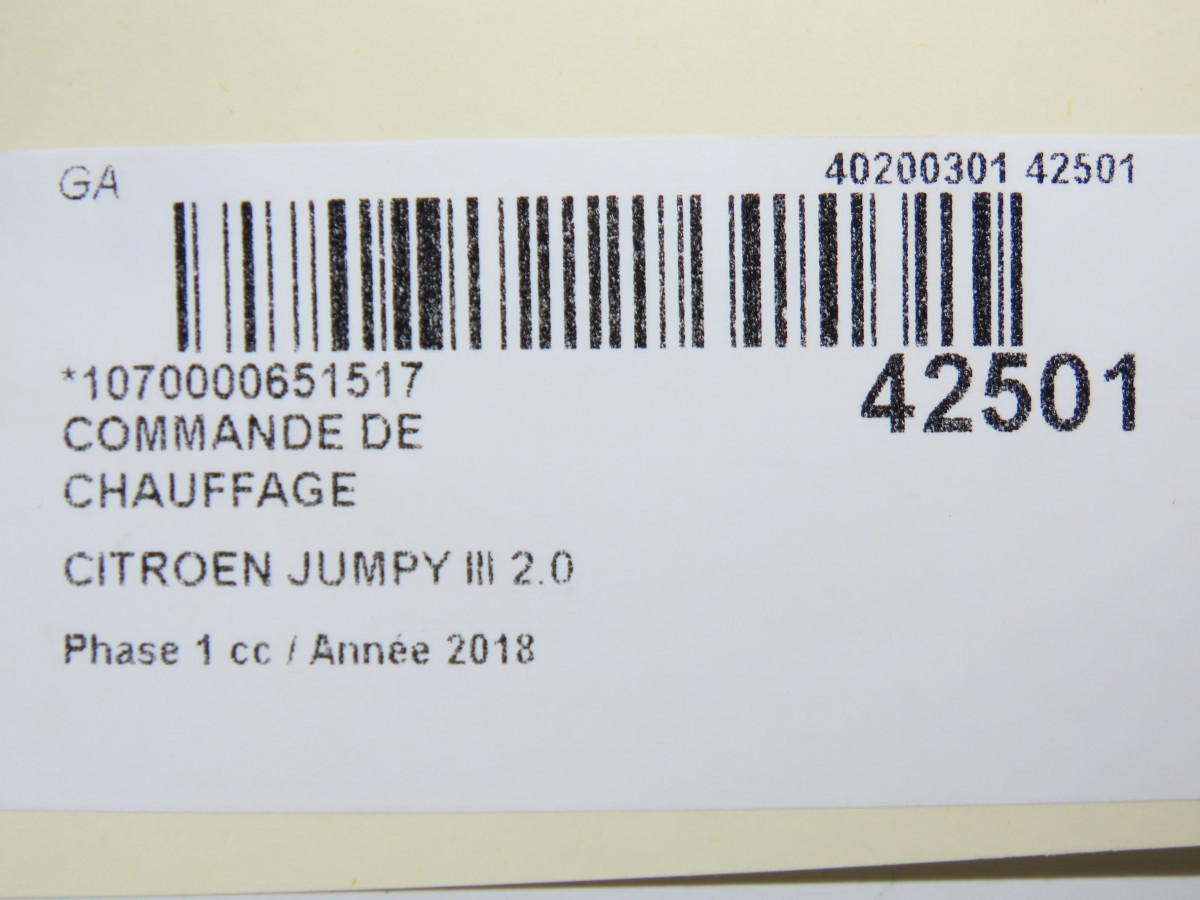 GA
40200301 42501
*1070000651517
42501
COMMANDE DE
CHAUFFAGE
CITROEN JUMPY III 2.0
Phase 1 cc / Année 2018